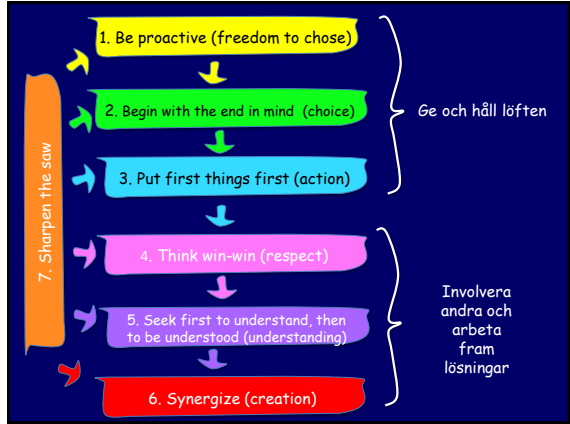 1. Be proactive (freedom to chose)
2. Begin with the end in mind (choice)
Ge och håll löften
3. Put first things first (action)
7. Sharpen the saw
4. Think win-win (respect)
5. Seek first to understand, then
to be understood (understanding)
Involvera
andra och
arbeta
fram
lösningar
6. Synergize (creation)